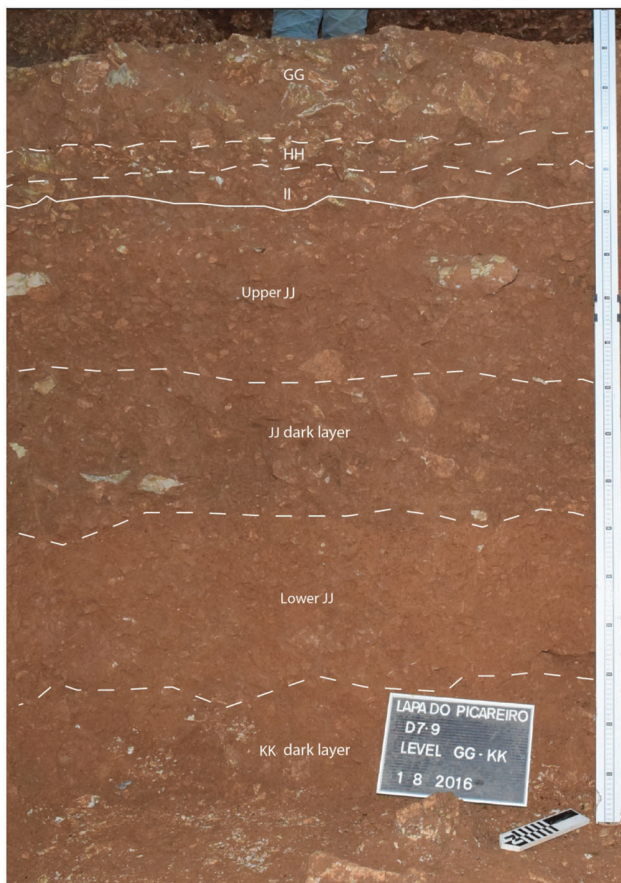 GG
HH
II
Upper JJ
JJ dark layer
Lower JJ
KK dark layer
LAPA DO PICAREIRO
D7-9
LEVEL GG-KK
1 8 2016